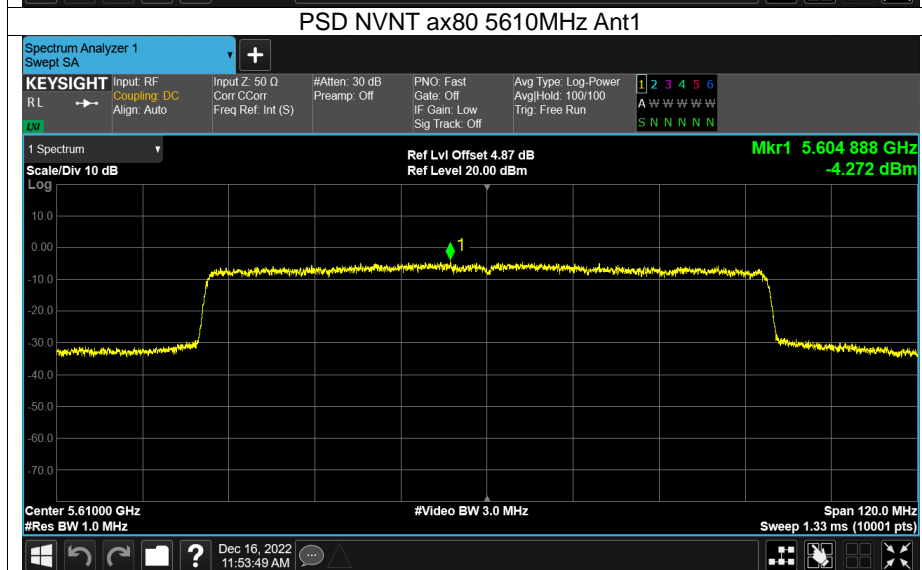 PSD NVNT ax80 5610MHz Ant1
Spectrum Analyzer 1
Swept SA
+
KEYSIGHT
RL
LXI
Input: RF
Coupling: DC
Align: Auto
Input Z: 50 Ω
Corr CCorr
Freq Ref: Int (S)
#Atten: 30 dB
Preamp: Off
PNO: Fast
Gate: Off
IF Gain: Low
Sig Track: Off
Avg Type: Log-Power
Avg|Hold: 100/100
Trig: Free Run
1 2 3 4 5 6
A W W W W W
S N N N N N
1 Spectrum
Scale/Div 10 dB
Ref Lvl Offset 4.87 dB
Ref Level 20.00 dBm
Mkr1 5.604 888 GHz
-4.272 dBm
Log
10.0
0.00
-10.0
-20.0
-30.0
-40.0
-50.0
-60.0
-70.0
1
Center 5.61000 GHz
#Res BW 1.0 MHz
#Video BW 3.0 MHz
Span 120.0 MHz
Sweep 1.33 ms (10001 pts)
?
Dec 16, 2022
11:53:49 AM